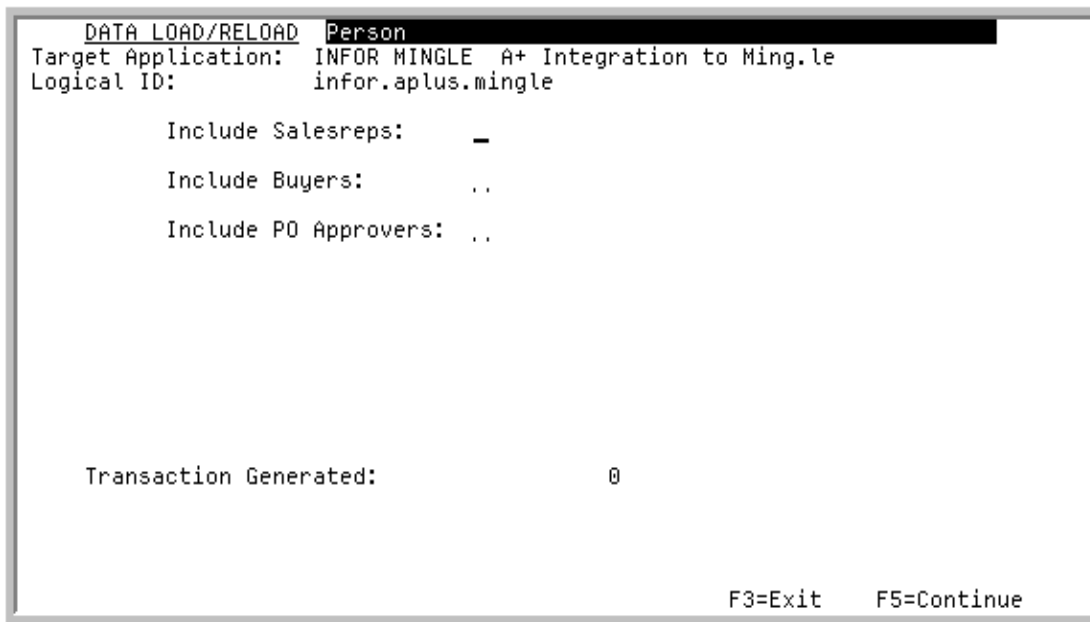 DATA LOAD/RELOAD Person
Target Application: INFOR MINGLE A+ Integration to Ming.le
Logical ID: infor.aplus.mingle
Include Salesreps: _
Include Buyers: ..
Include PO Approvers: ..
Transaction Generated: 0
F3=Exit F5=Continue